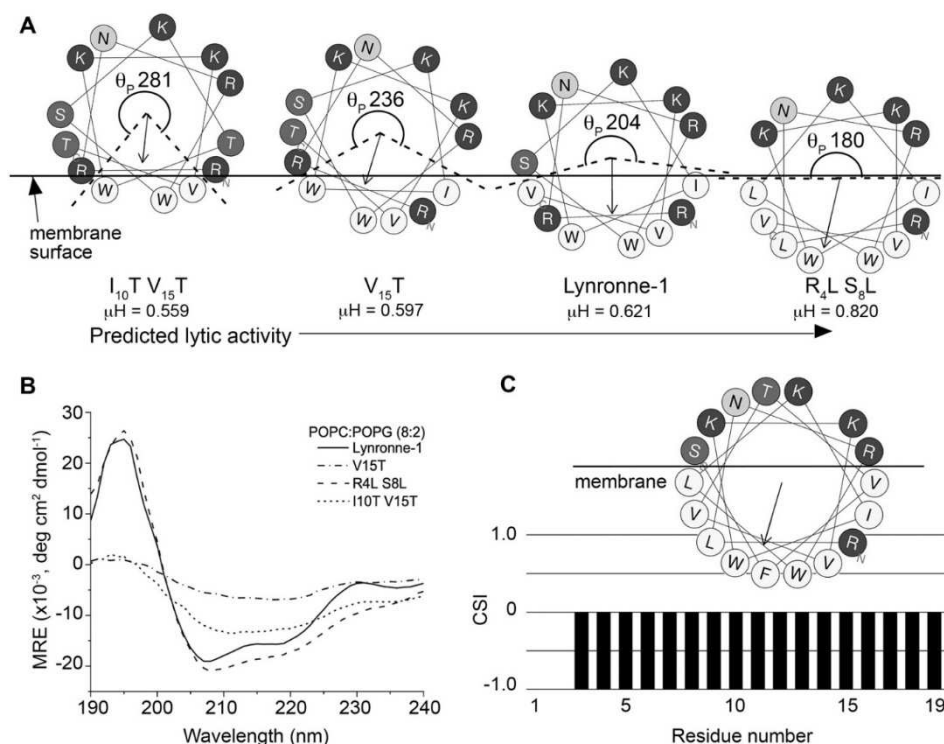 A
K
N
K
K
R
S
T
T
R
R
N
W
W
V
θP 281
N
K
K
S
K
T
R
R
W
I
W
V
R
N
θP 236
K
N
K
K
R
S
V
I
R
R
N
W
W
V
θP 204
K
N
K
K
R
L
I
V
R
N
L
V
W
W
θP 180
membrane
surface
I10T V15T
μH = 0.559
V15T
μH = 0.597
Lynronne-1
μH = 0.621
R4L S8L
μH = 0.820
Predicted lytic activity
B
POPC:POPG (8:2)
Lynronne-1
V15T
R4L S8L
I10T V15T
30
20
10
0
-10
-20
MRE (x10-3, deg cm2 dmol-1)
190 200 210 220 230 240
Wavelength (nm)
C
T
N
K
K
K
S
R
L
V
V
I
L
R
N
W
V
F
W
membrane
1.0
0
-1.0
CSI
1 5 10 15 19
Residue number